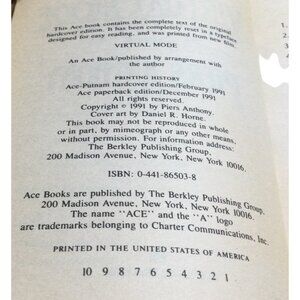 This Ace book contains the complete text of the original
hardcover edition. It has been completely reset in a typeface
designed for easy reading, and was printed from new film.
VIRTUAL MODE
An Ace Book/published by arrangement with
the author
PRINTING HISTORY
Ace-Putnam hardcover edition/February 1991
Ace paperback edition/December 1991
All rights reserved.
Copyright © 1991 by Piers Anthony.
Cover art by Daniel R. Horne.
This book may not be reproduced in whole
or in part, by mimeograph or any other means,
without permission. For information address:
The Berkley Publishing Group,
200 Madison Avenue, New York, New York 10016.
ISBN: 0-441-86503-8
Ace Books are published by The Berkley Publishing Group,
200 Madison Avenue, New York, New York 10016.
The name "ACE" and the "A" logo
are trademarks belonging to Charter Communications, Inc.
PRINTED IN THE UNITED STATES OF AMERICA
10 9 8 7 6 5 4 3 2 1